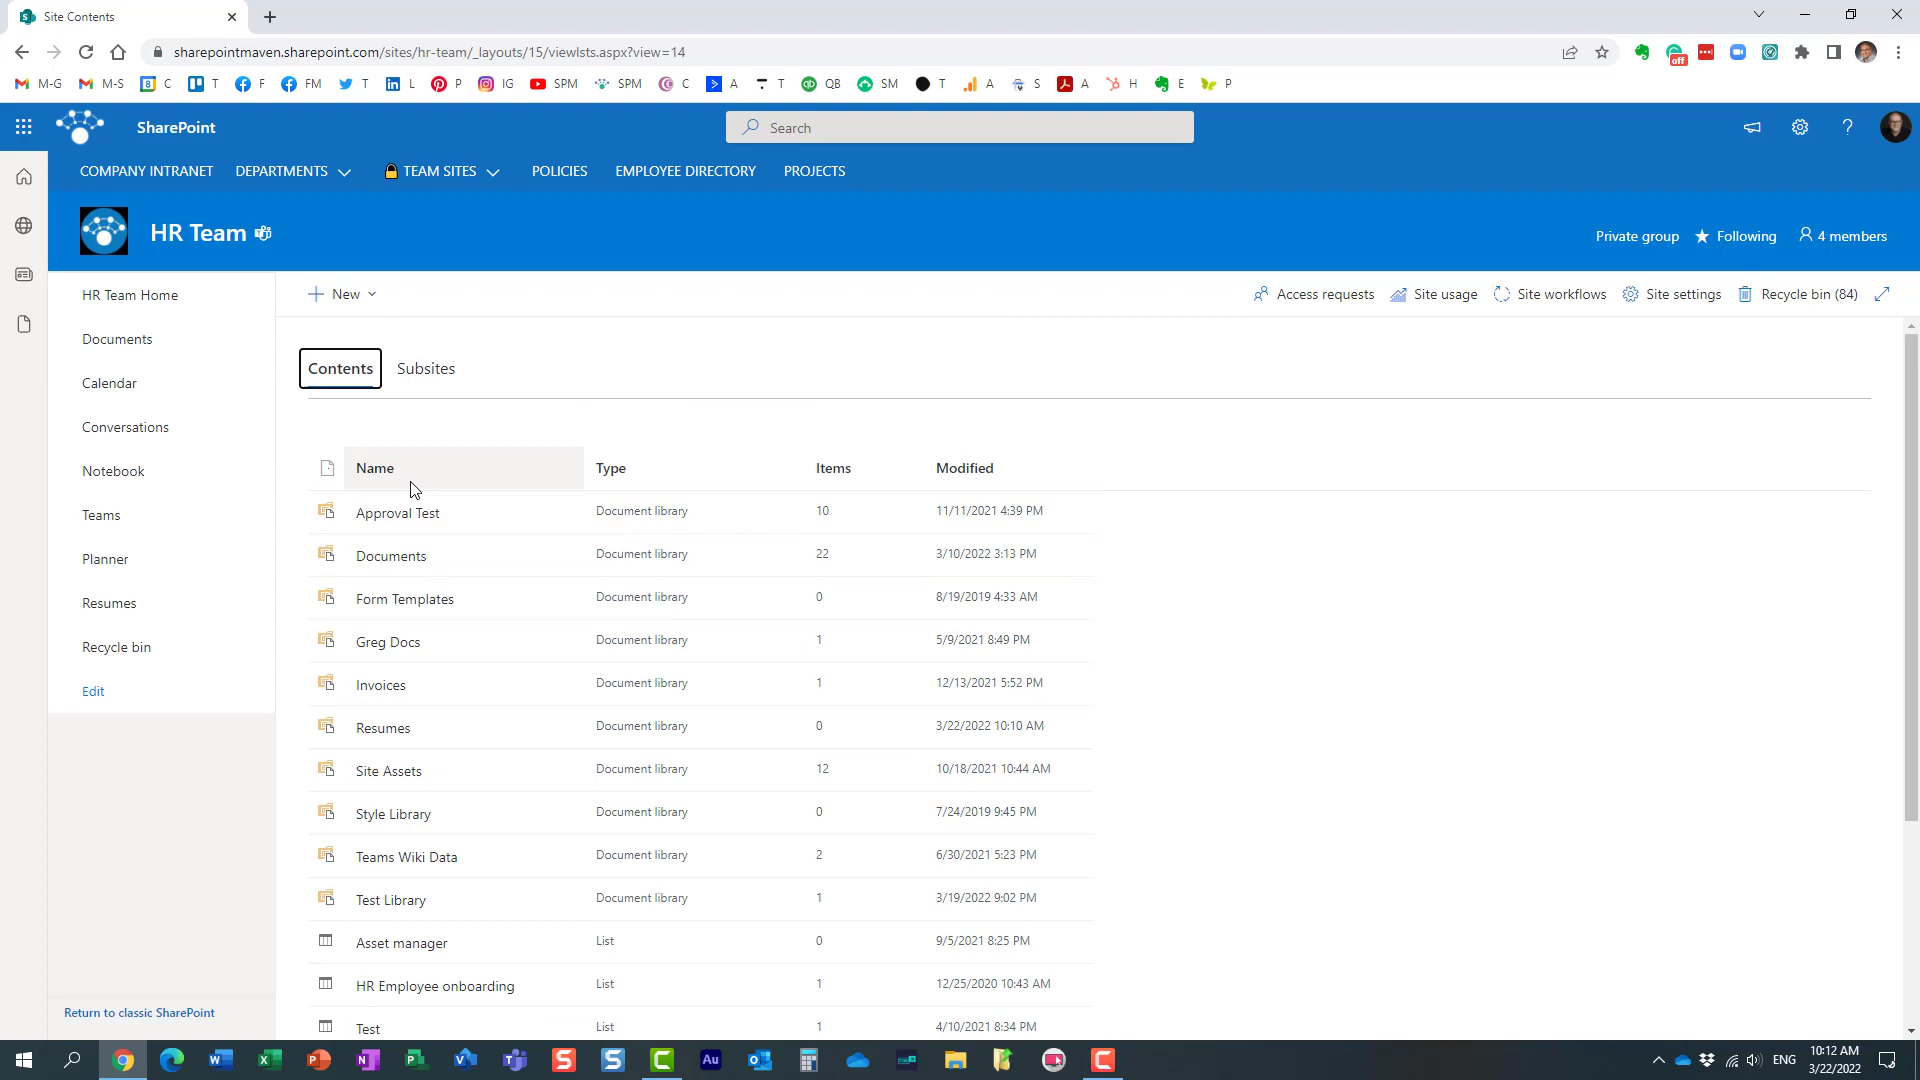 Site Contents
sharepointmaven.sharepoint.com/sites/hr-team/_layouts/15/viewlsts.aspx?view=14
off
M-G M-S C T F FM T L P IG SPM SPM C A T QB SM T A S A H E P
8
SharePoint
Search
COMPANY INTRANET DEPARTMENTS TEAM SITES POLICIES EMPLOYEE DIRECTORY PROJECTS
HR Team
Private group Following 4 members
HR Team Home
Documents
Calendar
Conversations
Notebook
Teams
Planner
Resumes
Recycle bin
Edit
Return to classic SharePoint
New
Access requests Site usage Site workflows Site settings Recycle bin (84)
Contents Subsites
Name Type Items Modified
Approval Test Document library 10 11/11/2021 4:39 PM
Documents Document library 22 3/10/2022 3:13 PM
Form Templates Document library 0 8/19/2019 4:33 AM
Greg Docs Document library 1 5/9/2021 8:49 PM
Invoices Document library 1 12/13/2021 5:52 PM
Resumes Document library 0 3/22/2022 10:10 AM
Site Assets Document library 12 10/18/2021 10:44 AM
Style Library Document library 0 7/24/2019 9:45 PM
Teams Wiki Data Document library 2 6/30/2021 5:23 PM
Test Library Document library 1 3/19/2022 9:02 PM
Asset manager List 0 9/5/2021 8:25 PM
HR Employee onboarding List 1 12/25/2020 10:43 AM
Test List 1 4/10/2021 8:34 PM
Au
ENG
10:12 AM
3/22/2022